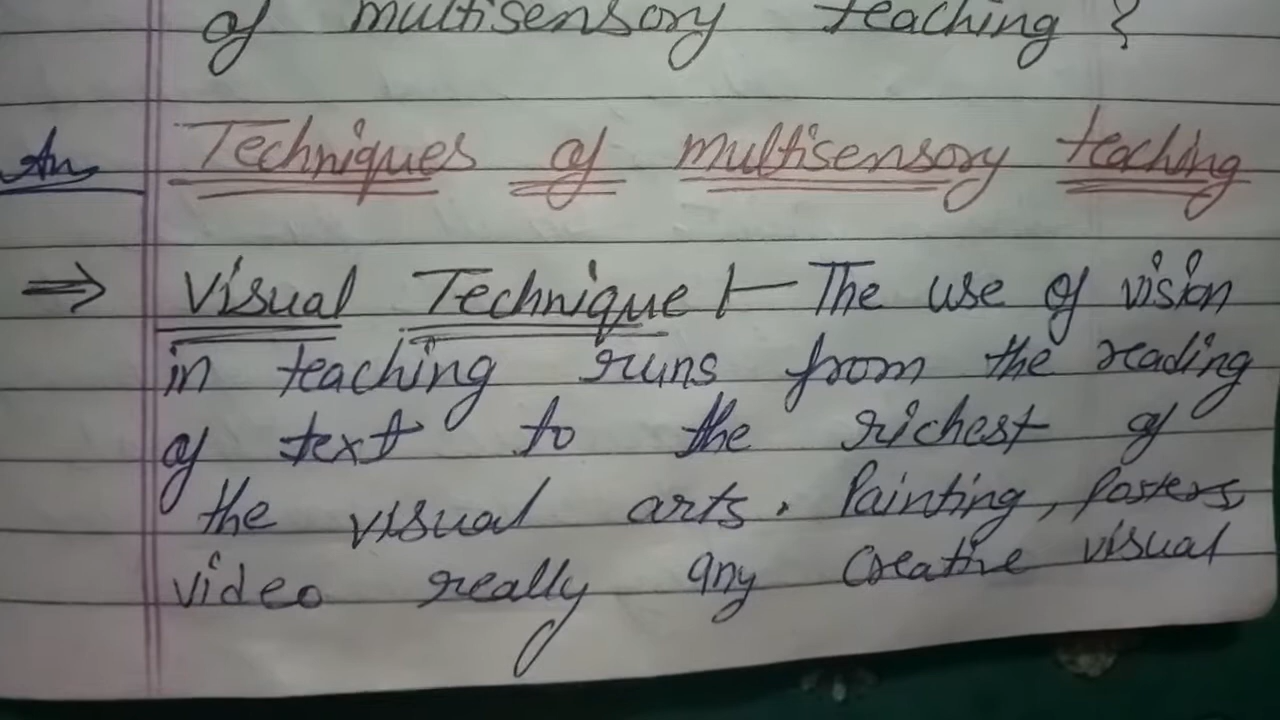 of multisensory teaching ?
An Techniques of multisensory teaching
⇒ Visual Technique :- The use of vision
in teaching runs from the reading
of text to the richest of
the visual arts. Painting, Posters,
video really any creative visual